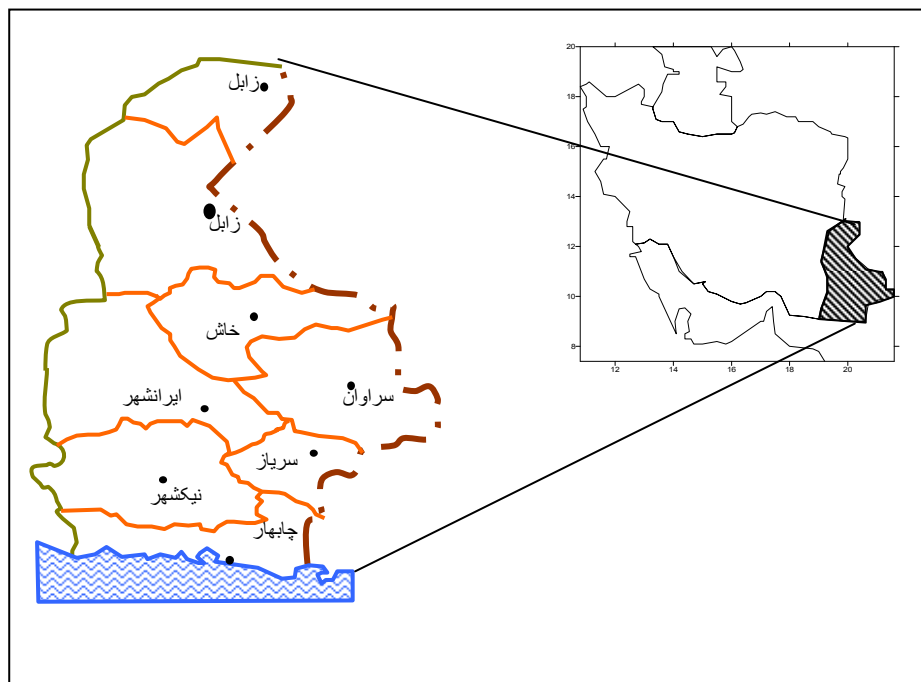 زابل
زابل
خاش
سراوان
ایرانشهر
سرباز
نیکشهر
چابهار
20
18
16
14
12
10
8
12 14 16 18 20